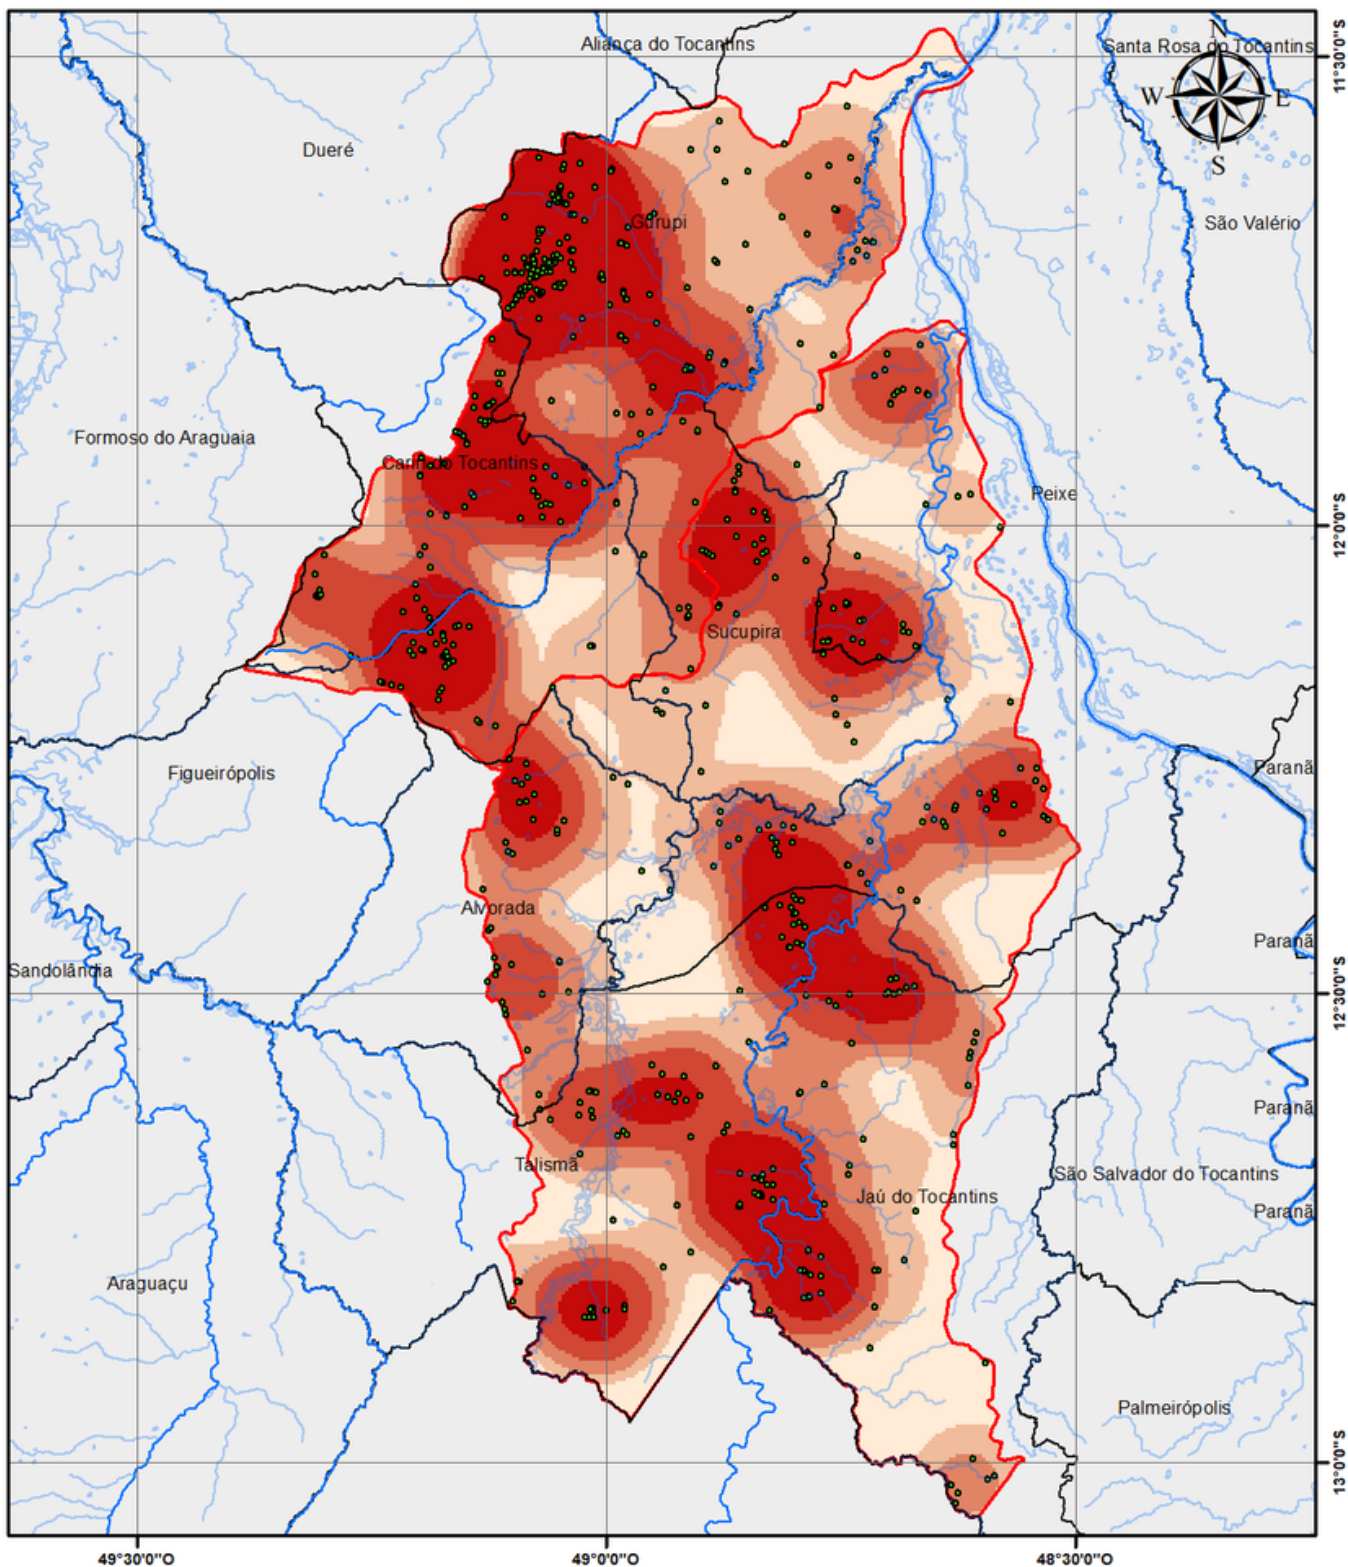 N
Aliança do Tocantins
Santa Rosa do Tocantins
11°30'0"S
W
E
Dueré
S
Gurupi
São Valério
Formoso do Araguaia
Cariri do Tocantins
Peixe
12°0'0"S
Sucupira
Figueirópolis
Paranã
Alvorada
Paranã
Sandolândia
12°30'0"S
Paranã
Talismã
São Salvador do Tocantins
Jaú do Tocantins
Paranã
Araguaçu
Palmeirópolis
13°0'0"S
49°30'0"O
49°0'0"O
48°30'0"O